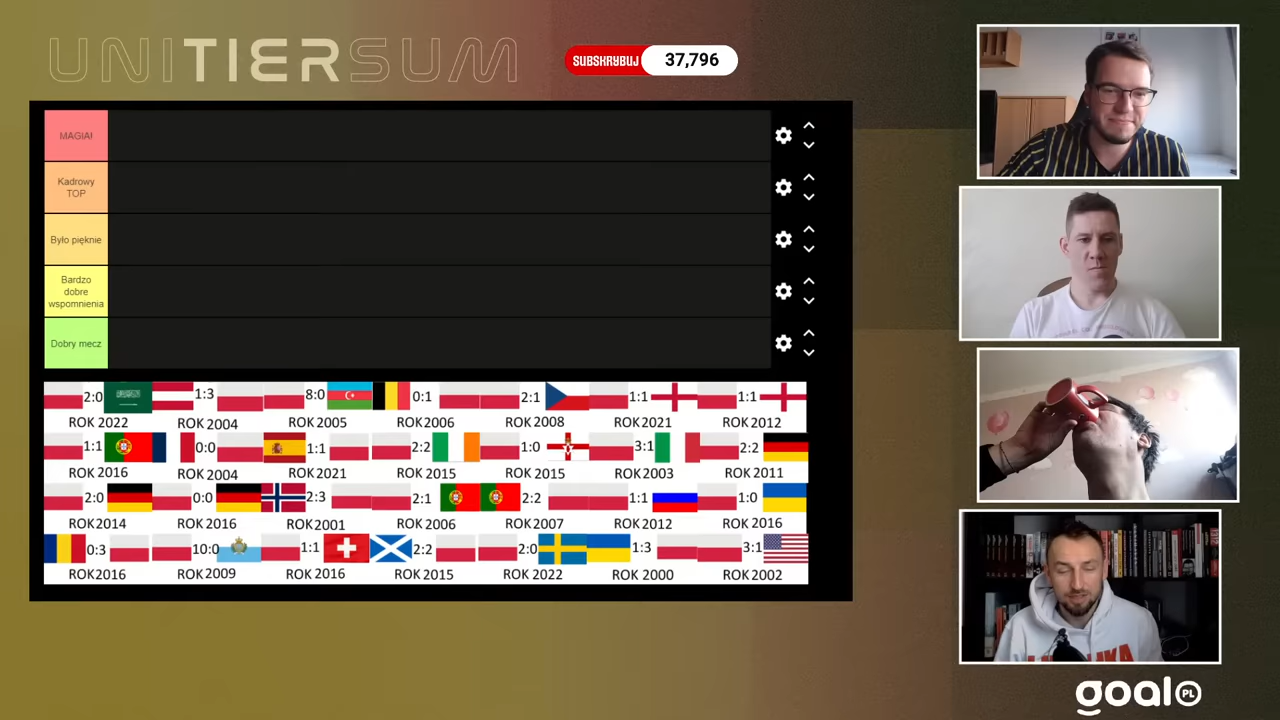 UNITIERSUM
SUBSKRYBUJ 37,796
MAGIA!
Kadrowy
TOP
Było pięknie
Bardzo
dobre
wspomnienia
Dobry mecz
2:0 1:3 8:0 0:1 2:1 1:1 1:1
ROK 2022 ROK 2004 ROK 2005 ROK 2006 ROK 2008 ROK 2021 ROK 2012
1:1 0:0 1:1 2:2 1:0 3:1 2:2
ROK 2016 ROK 2004 ROK 2021 ROK 2015 ROK 2015 ROK 2003 ROK 2011
2:0 0:0 2:3 2:1 2:2 1:1 1:0
ROK 2014 ROK 2016 ROK 2001 ROK 2006 ROK 2007 ROK 2012 ROK 2016
0:3 10:0 1:1 2:2 2:0 1:3 3:1
ROK 2016 ROK 2009 ROK 2016 ROK 2015 ROK 2022 ROK 2000 ROK 2002
goal PL